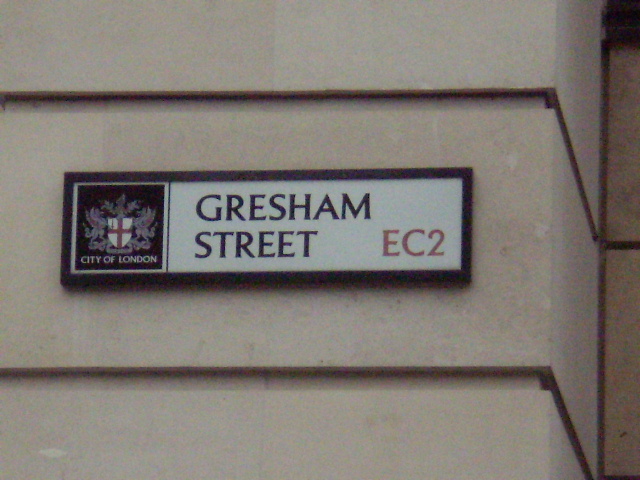 CITY OF LONDON
GRESHAM
STREET EC2